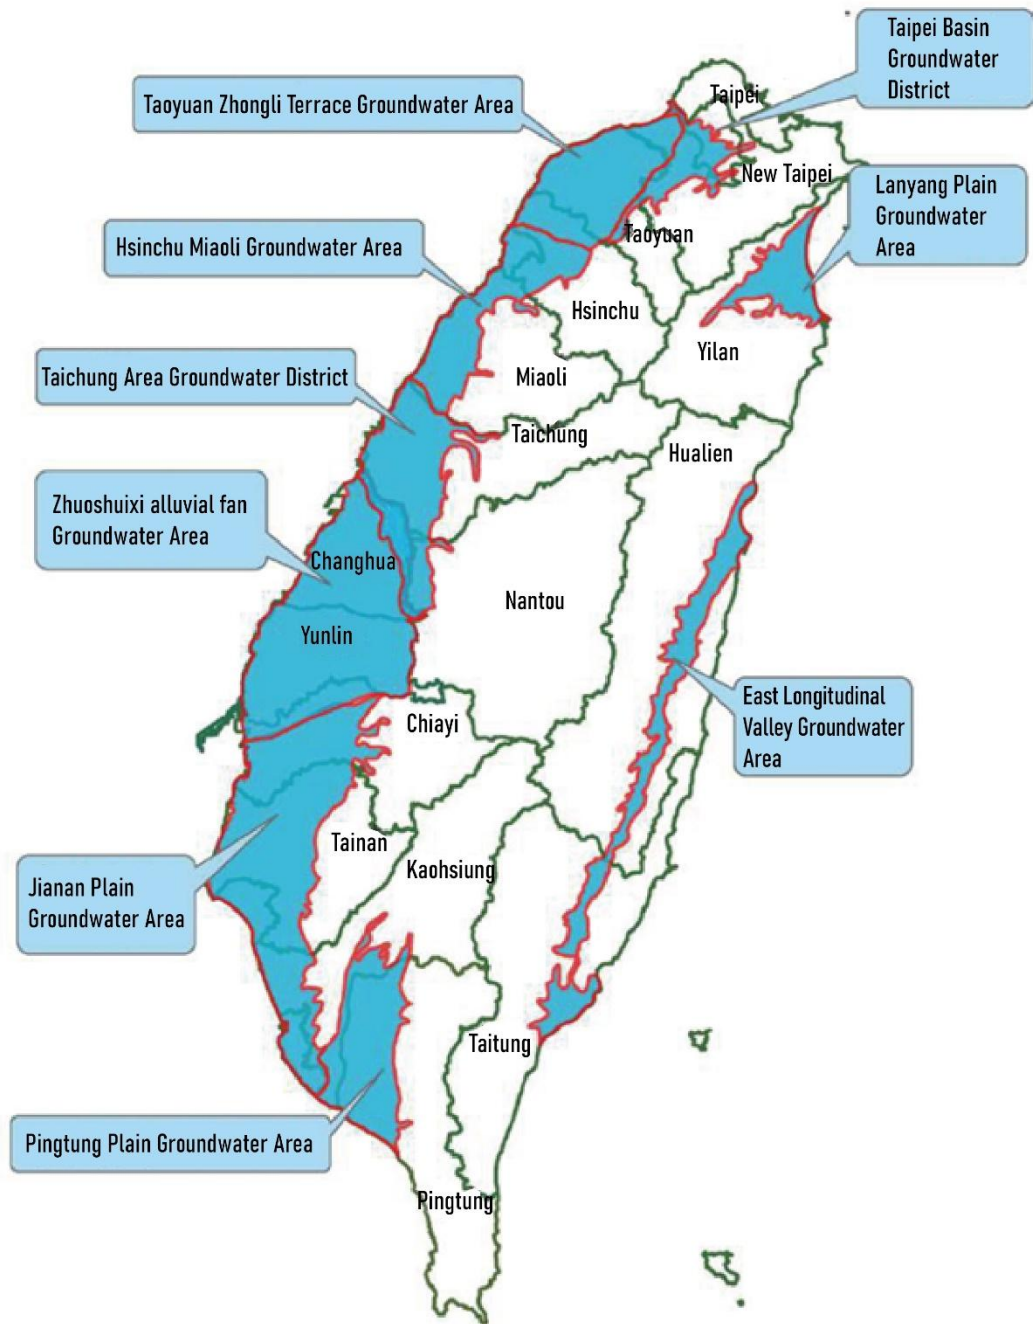 Taipei Basin
Groundwater
District
Taoyuan Zhongli Terrace Groundwater Area
Taipei
New Taipei
Lanyang Plain
Groundwater
Area
Hsinchu Miaoli Groundwater Area
Taoyuan
Hsinchu
Yilan
Taichung Area Groundwater District
Miaoli
Taichung
Hualien
Zhuoshuixi alluvial fan
Groundwater Area
Changhua
Nantou
Yunlin
East Longitudinal
Valley Groundwater
Area
Chiayi
Tainan
Kaohsiung
Jianan Plain
Groundwater Area
Taitung
Pingtung Plain Groundwater Area
Pingtung